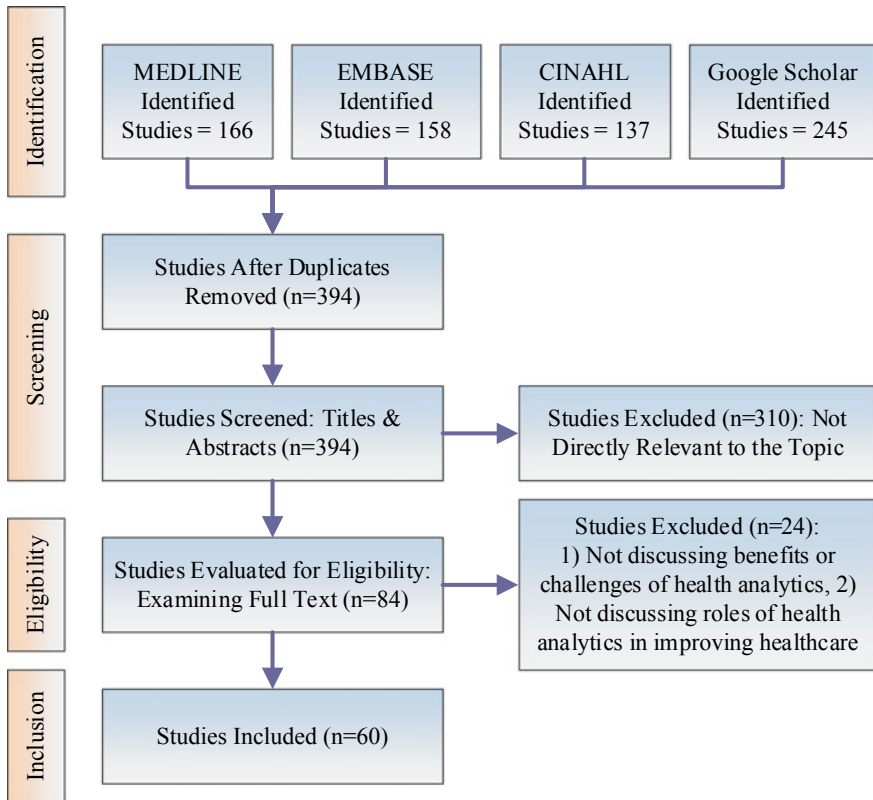 Identification
MEDLINE
Identified
Studies = 166
EMBASE
Identified
Studies = 158
CINAHL
Identified
Studies = 137
Google Scholar
Identified
Studies = 245
Screening
Studies After Duplicates
Removed (n=394)
Studies Screened: Titles &
Abstracts (n=394)
Studies Excluded (n=310): Not
Directly Relevant to the Topic
Eligibility
Studies Evaluated for Eligibility:
Examining Full Text (n=84)
Studies Excluded (n=24):
1) Not discussing benefits or
challenges of health analytics, 2)
Not discussing roles of health
analytics in improving healthcare
Inclusion
Studies Included (n=60)